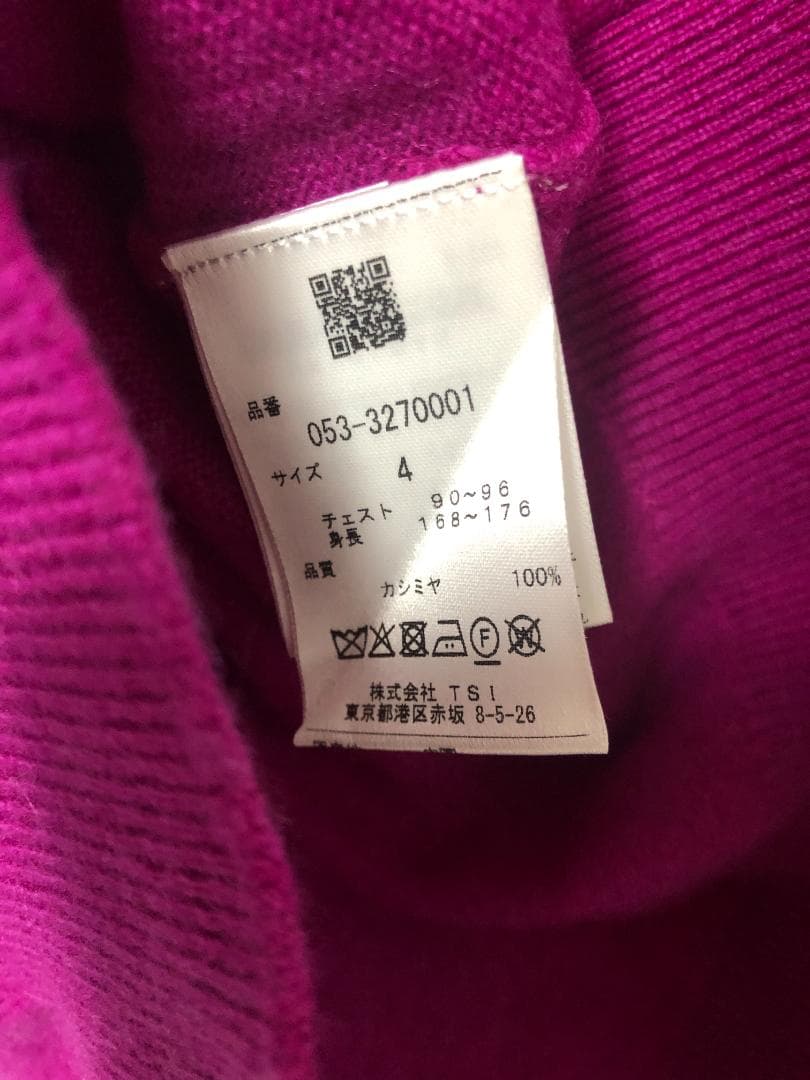 品番
053-3270001
サイズ 4
チェスト 90~96
身長 168~176
品質
カシミヤ 100%
F W
株式会社 TSI
東京都港区赤坂 8-5-26